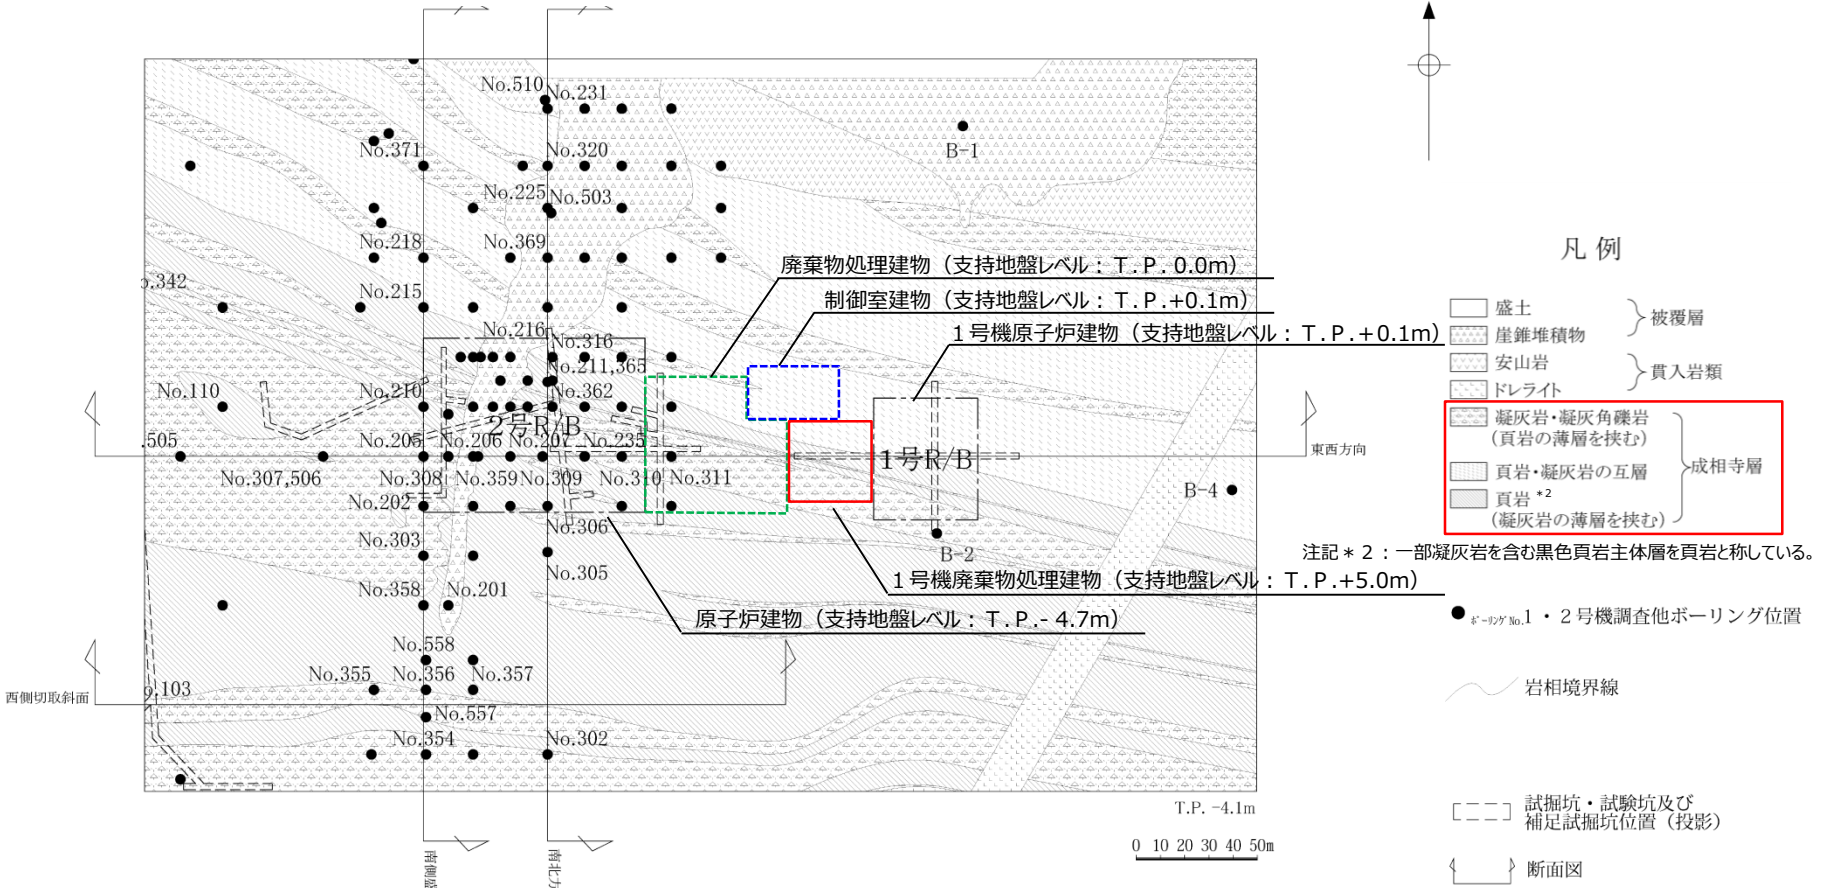 No.510
No.231
No.371
No.320
B-1
No.225
No.503
No.218
No.369
廃棄物処理建物（支持地盤レベル：T.P. 0.0m）
.342
No.215
制御室建物（支持地盤レベル：T.P.+0.1m）
No.216
No.316
1号機原子炉建物（支持地盤レベル：T.P.+0.1m）
No.211,365
No.110
No.210
No.362
2号R/B
.505
No.205
No.206
No.207
No.235
1号R/B
東西方向
No.307,506
No.308
No.359
No.309
No.310
No.311
B-4
No.202
No.306
No.303
B-2
No.305
1号機廃棄物処理建物（支持地盤レベル：T.P.+5.0m）
No.358
No.201
原子炉建物（支持地盤レベル：T.P.- 4.7m）
No.558
No.355
No.356
No.357
.103
西側切取斜面
No.557
No.354
No.302
T.P. -4.1m
0 10 20 30 40 50m
南北方
凡 例
盛土
崖錐堆積物
被覆層
安山岩
ドレライト
貫入岩類
凝灰岩・凝灰角礫岩
（頁岩の薄層を挟む）
頁岩・凝灰岩の互層
成相寺層
頁岩 *2
（凝灰岩の薄層を挟む）
注記＊2：一部凝灰岩を含む黒色頁岩主体層を頁岩と称している。
ボーリングNo.1・2号機調査他ボーリング位置
岩相境界線
試掘坑・試験坑及び
補足試掘坑位置（投影）
断面図